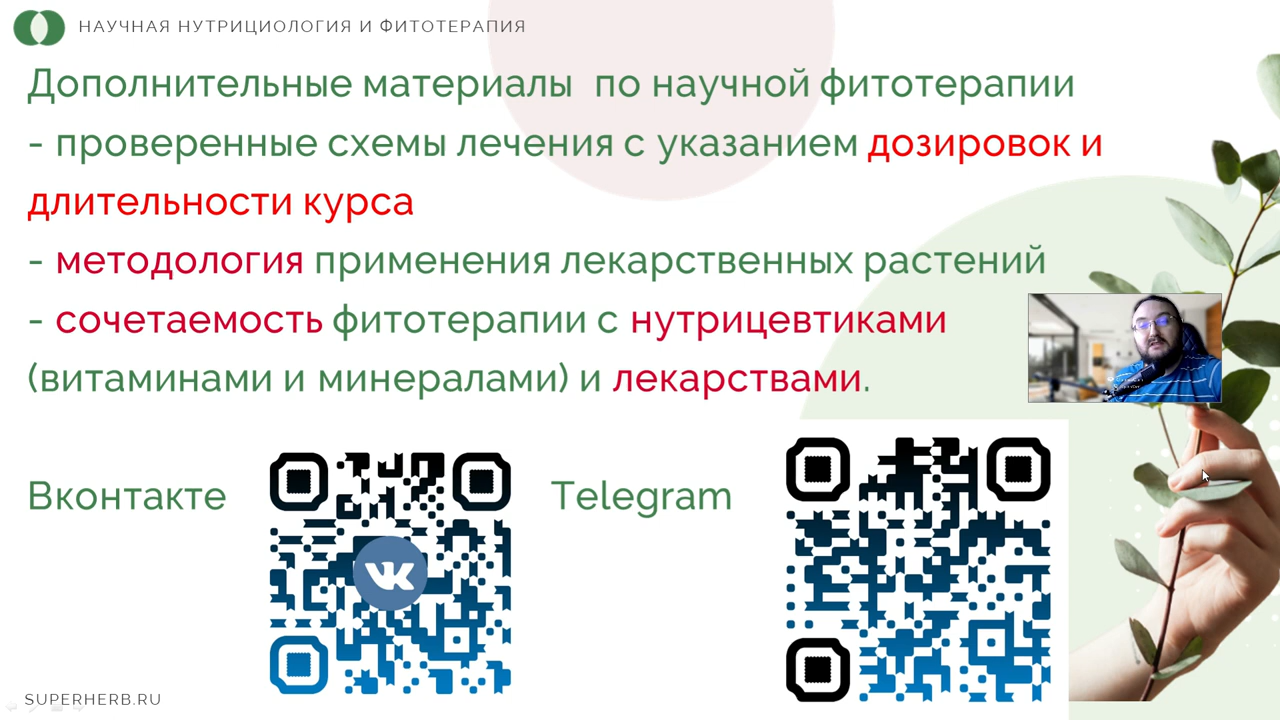 НАУЧНАЯ НУТРИЦИОЛОГИЯ И ФИТОТЕРАПИЯ
Дополнительные материалы по научной фитотерапии
- проверенные схемы лечения с указанием дозировок и
длительности курса
- методология применения лекарственных растений
- сочетаемость фитотерапии с нутрицевтиками
(витаминами и минералами) и лекарствами.
Вконтакте
Telegram
SUPERHERB.RU